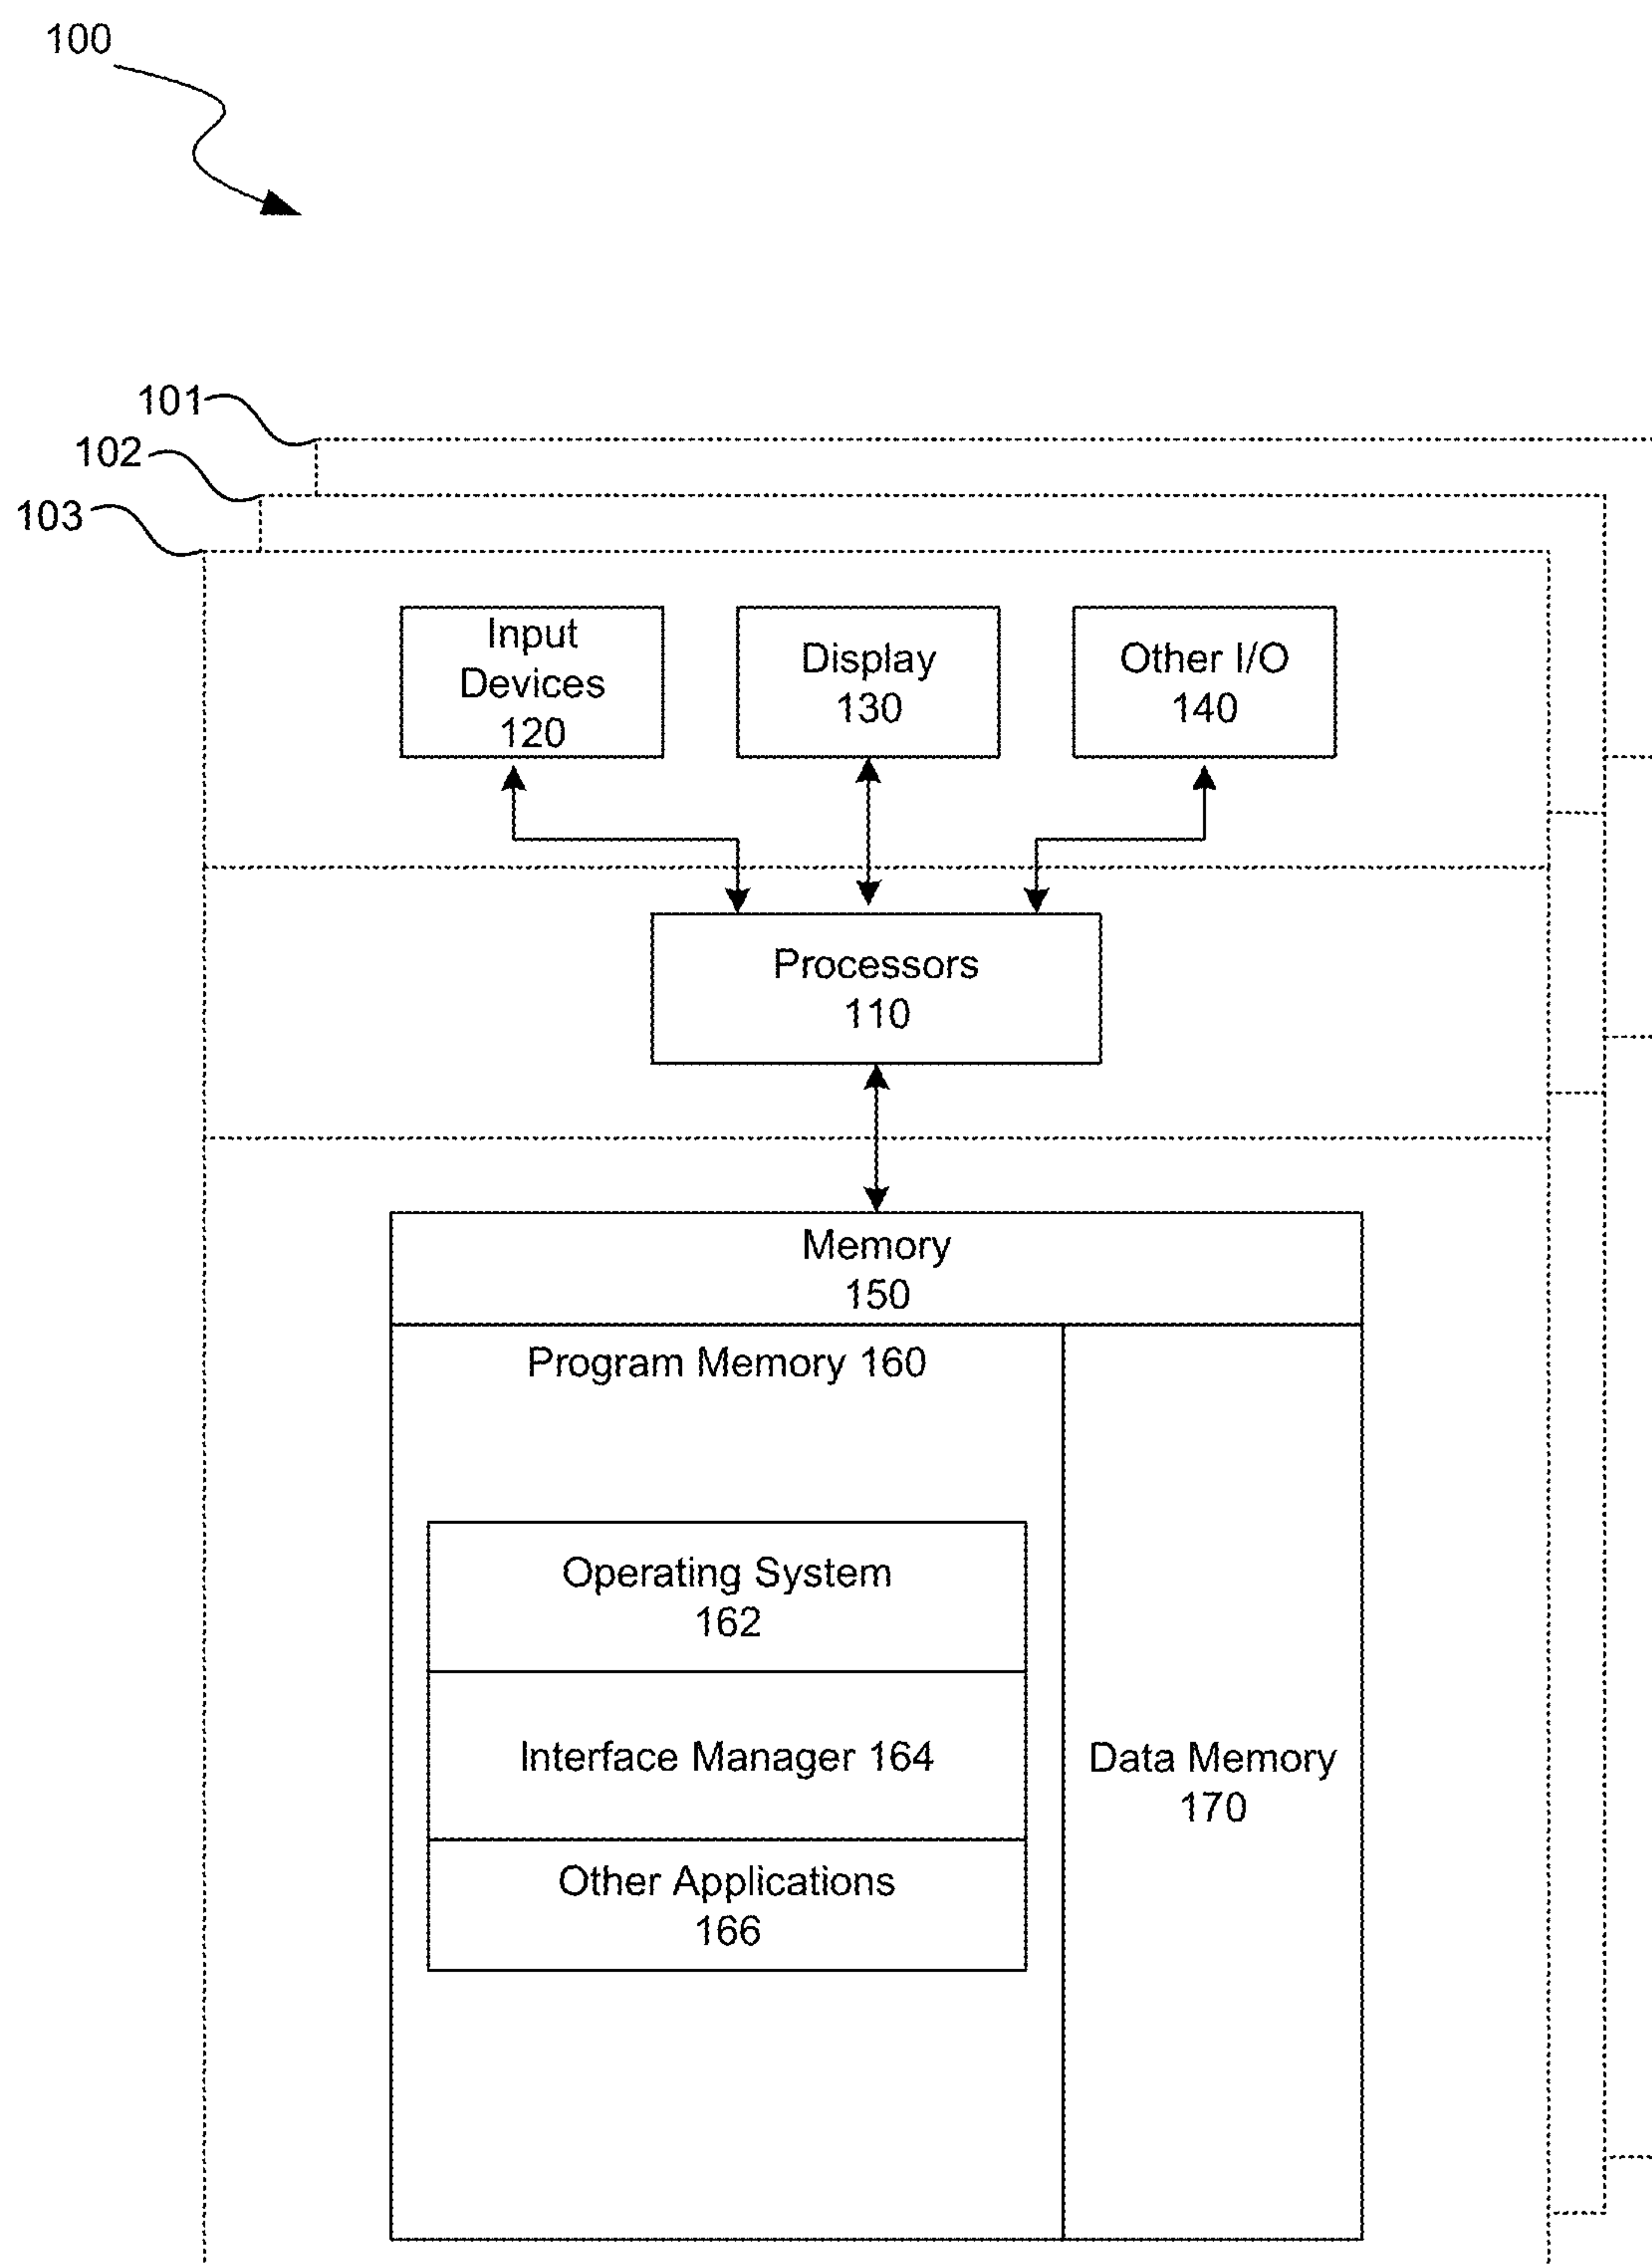 100
101
102
103
Input
Devices
120
Display
130
Other I/O
140
Processors
110
Memory
150
Program Memory 160
Operating System
162
Interface Manager 164
Other Applications
166
Data Memory
170